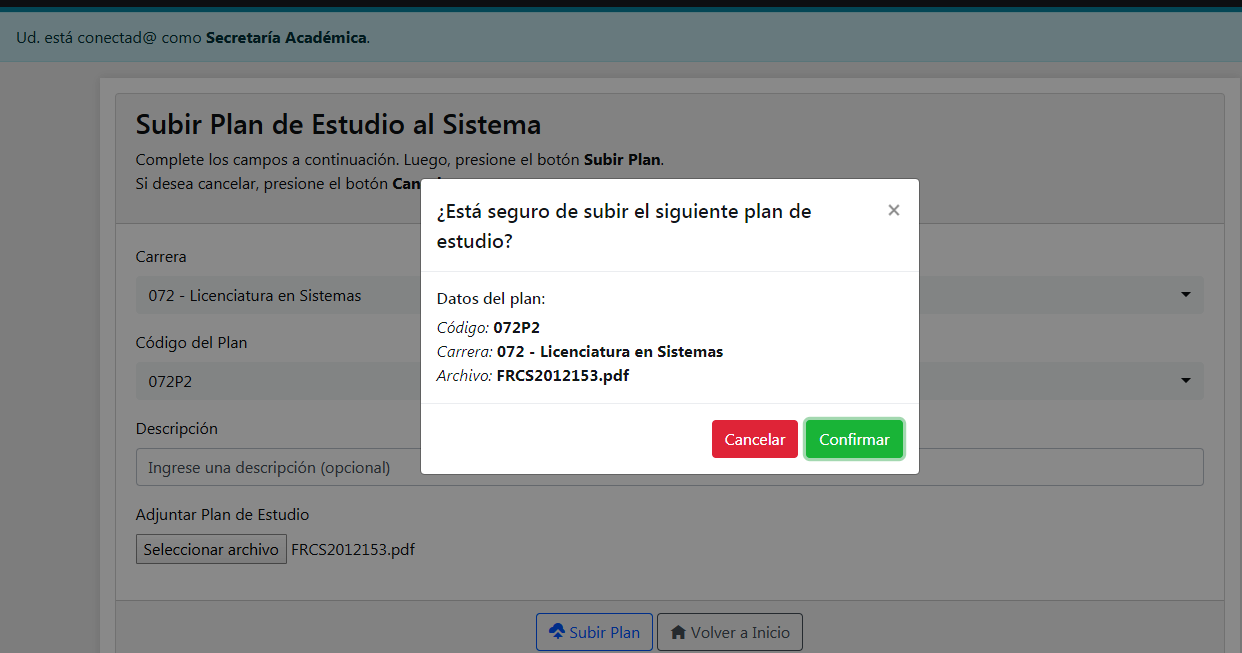 Ud. está conectad@ como Secretaría Académica.
Subir Plan de Estudio al Sistema
Complete los campos a continuación. Luego, presione el botón Subir Plan.
Si desea cancelar, presione el botón
¿Está seguro de subir el siguiente plan de
estudio?
×
Datos del plan:
Código: 072P2
Carrera: 072 - Licenciatura en Sistemas
Archivo: FRCS2012153.pdf
Cancelar
Confirmar
Carrera
072 - Licenciatura en Sistemas
Código del Plan
072P2
Descripción
Ingrese una descripción (opcional)
Adjuntar Plan de Estudio
Seleccionar archivo FRCS2012153.pdf
Subir Plan
Volver a Inicio